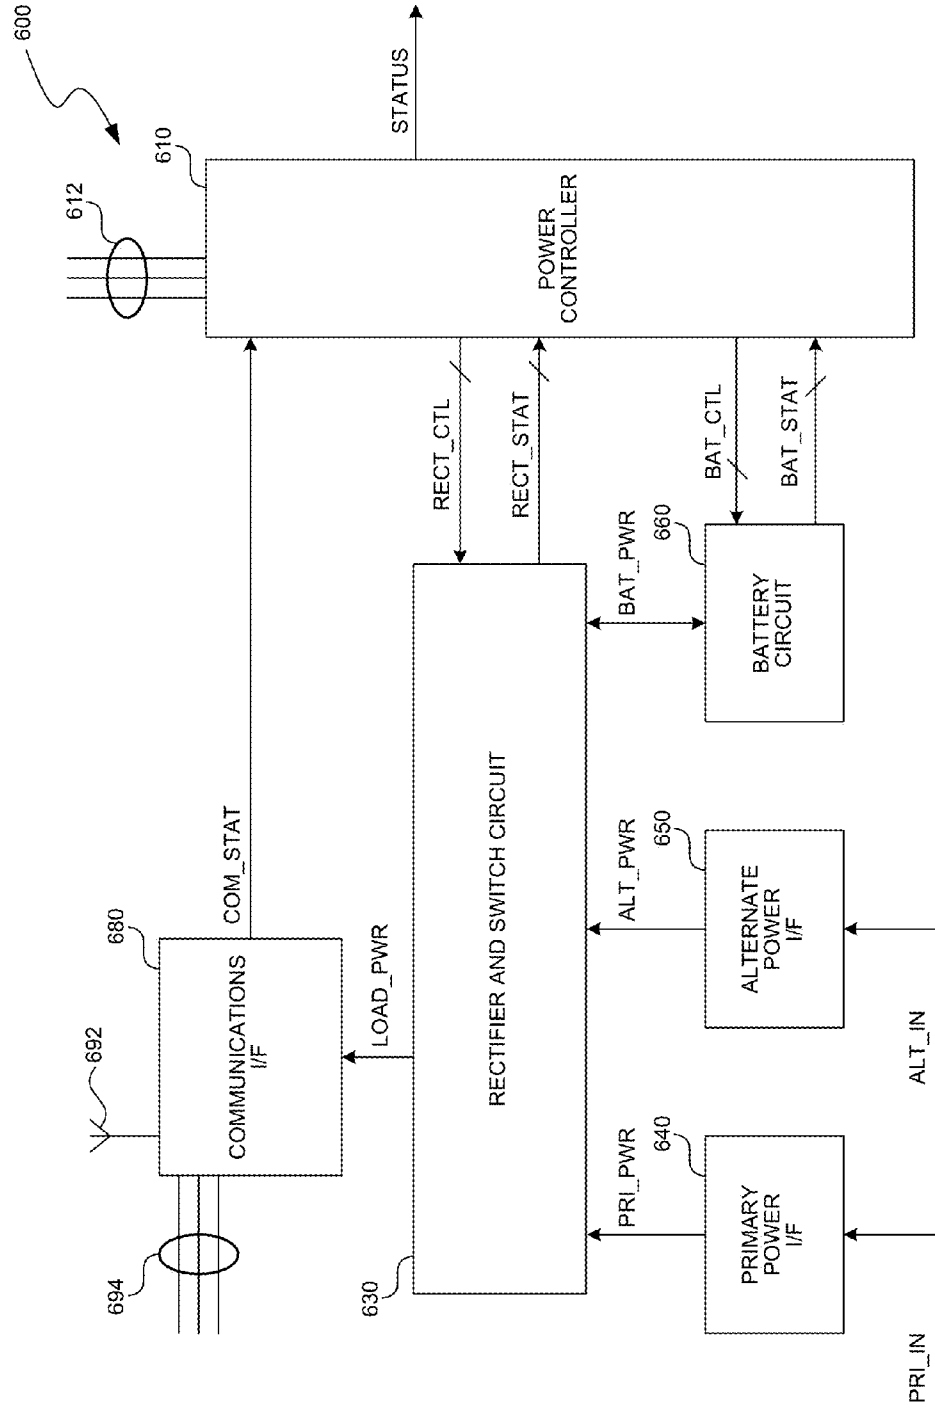 600
612
610
STATUS
POWER
CONTROLLER
COM_STAT
RECT_CTL
RECT_STAT
BAT_CTL
BAT_STAT
692
680
694
COMMUNICATIONS
I/F
LOAD_PWR
630
RECTIFIER AND SWITCH CIRCUIT
PRI_PWR
ALT_PWR
BAT_PWR
640
650
660
PRIMARY
POWER
I/F
ALTERNATE
POWER
I/F
BATTERY
CIRCUIT
PRI_IN
ALT_IN